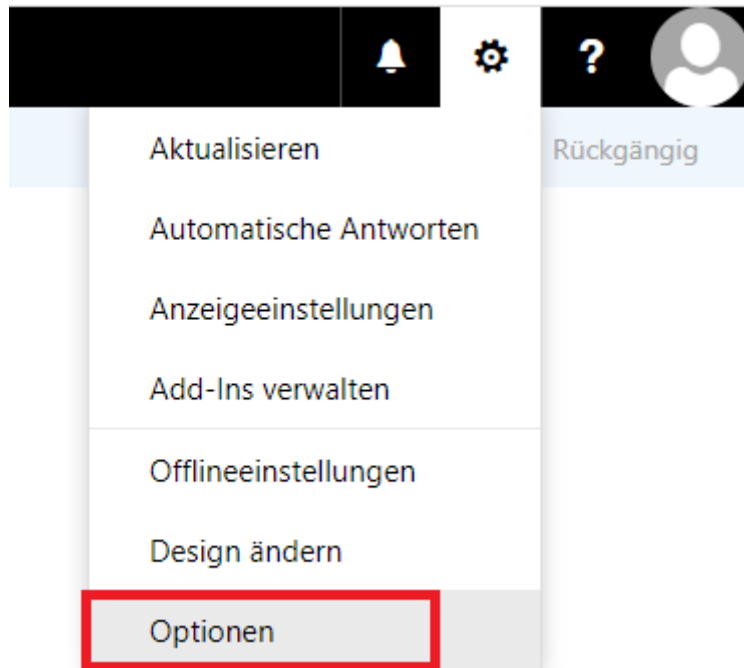 ?
Aktualisieren
Rückgängig
Automatische Antworten
Anzeigeeinstellungen
Add-Ins verwalten
Offlineeinstellungen
Design ändern
Optionen